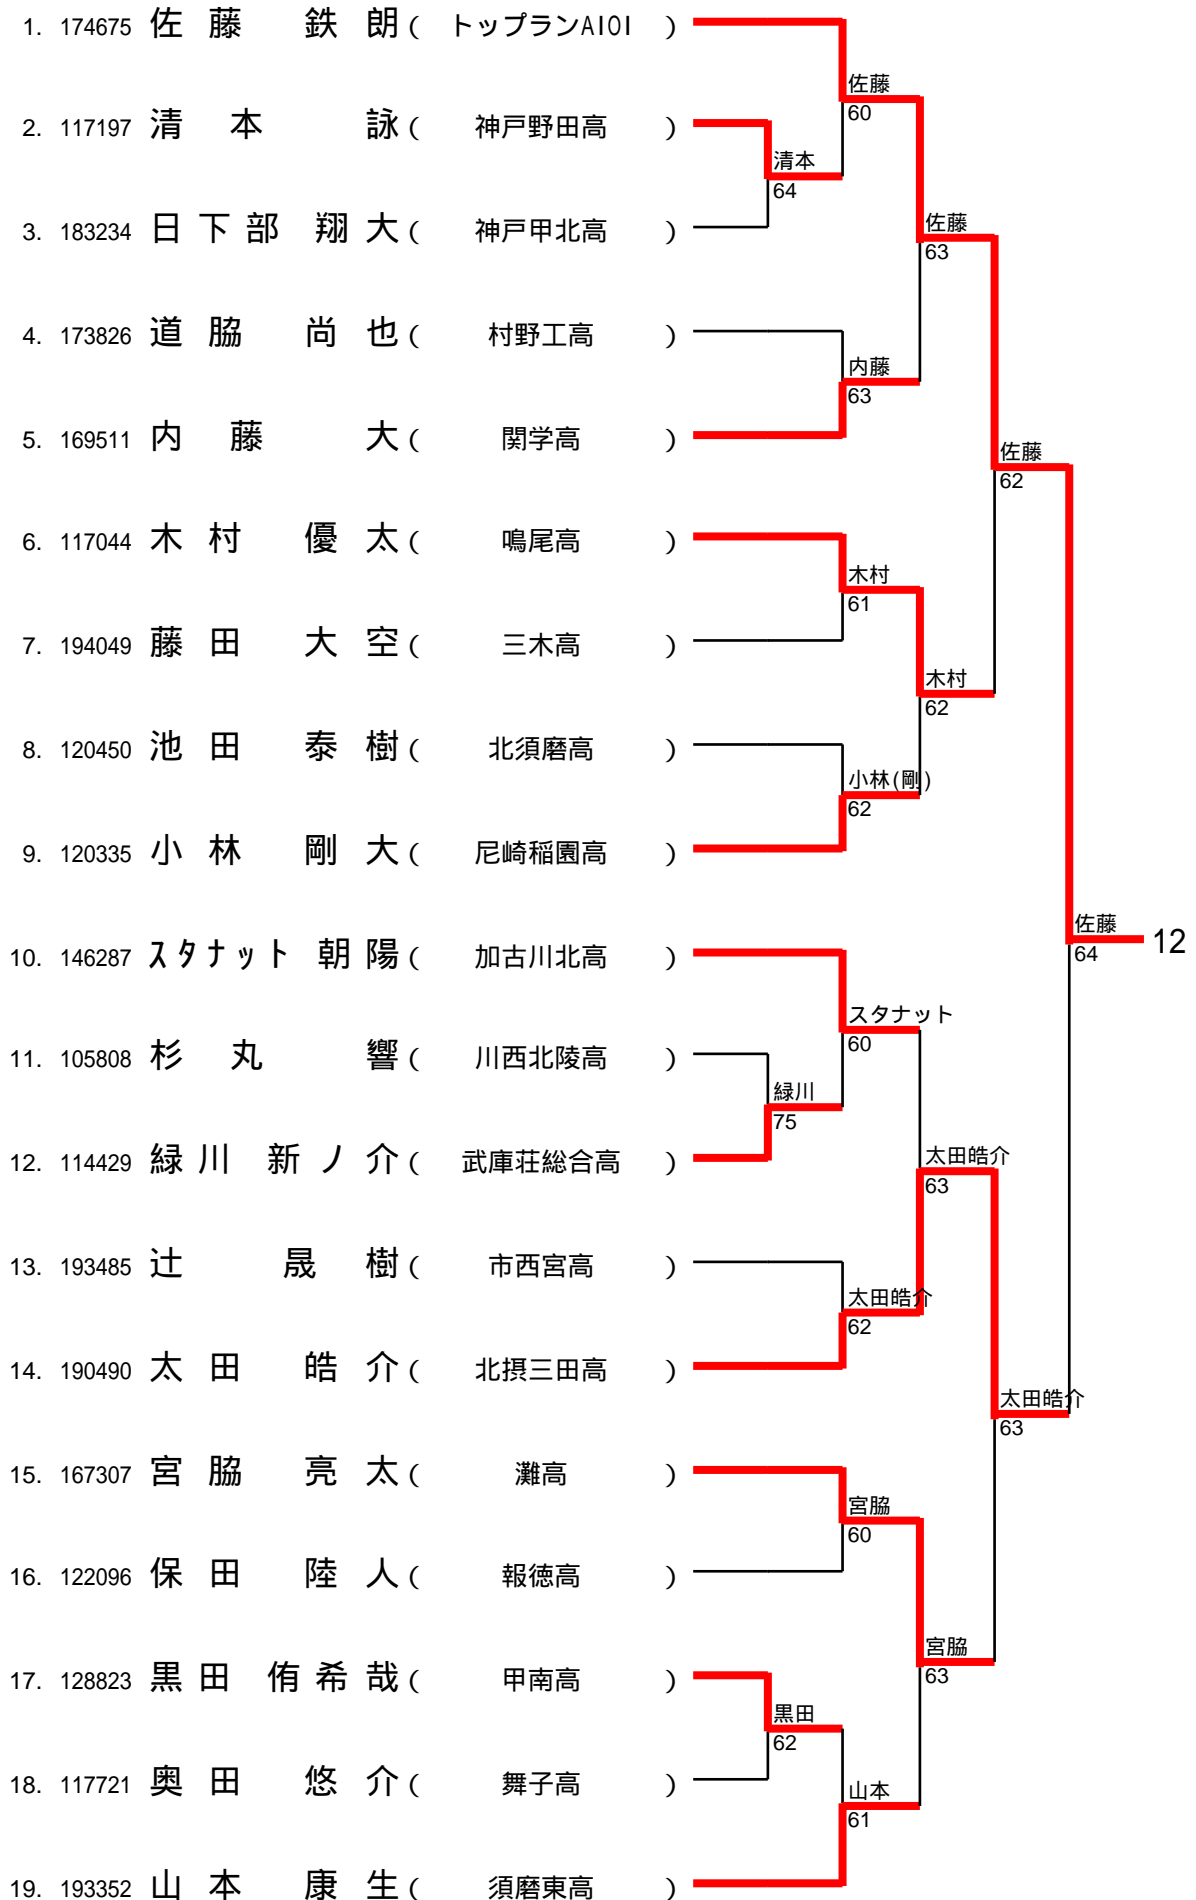 1. 174675 佐藤 鉄朗 ( トップランAIOI )
佐藤
60
2. 117197 清本 詠 ( 神戸野田高 )
清本
64
3. 183234 日下部 翔大 ( 神戸甲北高 )
佐藤
63
4. 173826 道脇 尚也 ( 村野工高 )
内藤
63
5. 169511 内藤 大 ( 関学高 )
佐藤
62
6. 117044 木村 優太 ( 鳴尾高 )
木村
61
7. 194049 藤田 大空 ( 三木高 )
木村
62
8. 120450 池田 泰樹 ( 北須磨高 )
小林(剛)
62
9. 120335 小林 剛大 ( 尼崎稲園高 )
佐藤
64
12
10. 146287 スタナット 朝陽 ( 加古川北高 )
スタナット
60
11. 105808 杉丸 響 ( 川西北陵高 )
緑川
75
12. 114429 緑川 新ノ介 ( 武庫荘総合高 )
太田皓介
63
13. 193485 辻 晟樹 ( 市西宮高 )
太田皓介
62
14. 190490 太田 皓介 ( 北摂三田高 )
太田皓介
63
15. 167307 宮脇 亮太 ( 灘高 )
宮脇
60
16. 122096 保田 陸人 ( 報徳高 )
宮脇
63
17. 128823 黒田 侑希哉 ( 甲南高 )
黒田
62
18. 117721 奥田 悠介 ( 舞子高 )
山本
61
19. 193352 山本 康生 ( 須磨東高 )